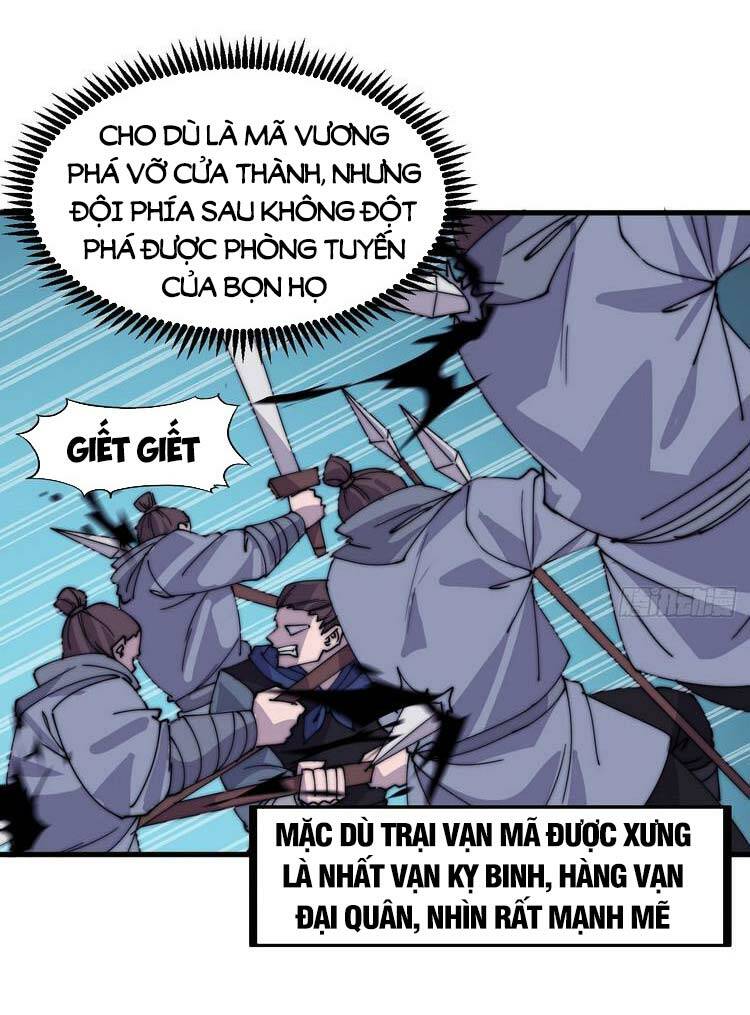 CHO DÙ LÀ MÃ VƯƠNG
PHÁ VỠ CỬA THÀNH, NHƯNG
ĐỘI PHÍA SAU KHÔNG ĐỘT
PHÁ ĐƯỢC PHÒNG TUYẾN
CỦA BỌN HỌ
GIẾT GIẾT
MẶC DÙ TRẠI VẠN MÃ ĐƯỢC XƯNG
LÀ NHẤT VẠN KỴ BINH, HÀNG VẠN
ĐẠI QUÂN, NHÌN RẤT MẠNH MẼ